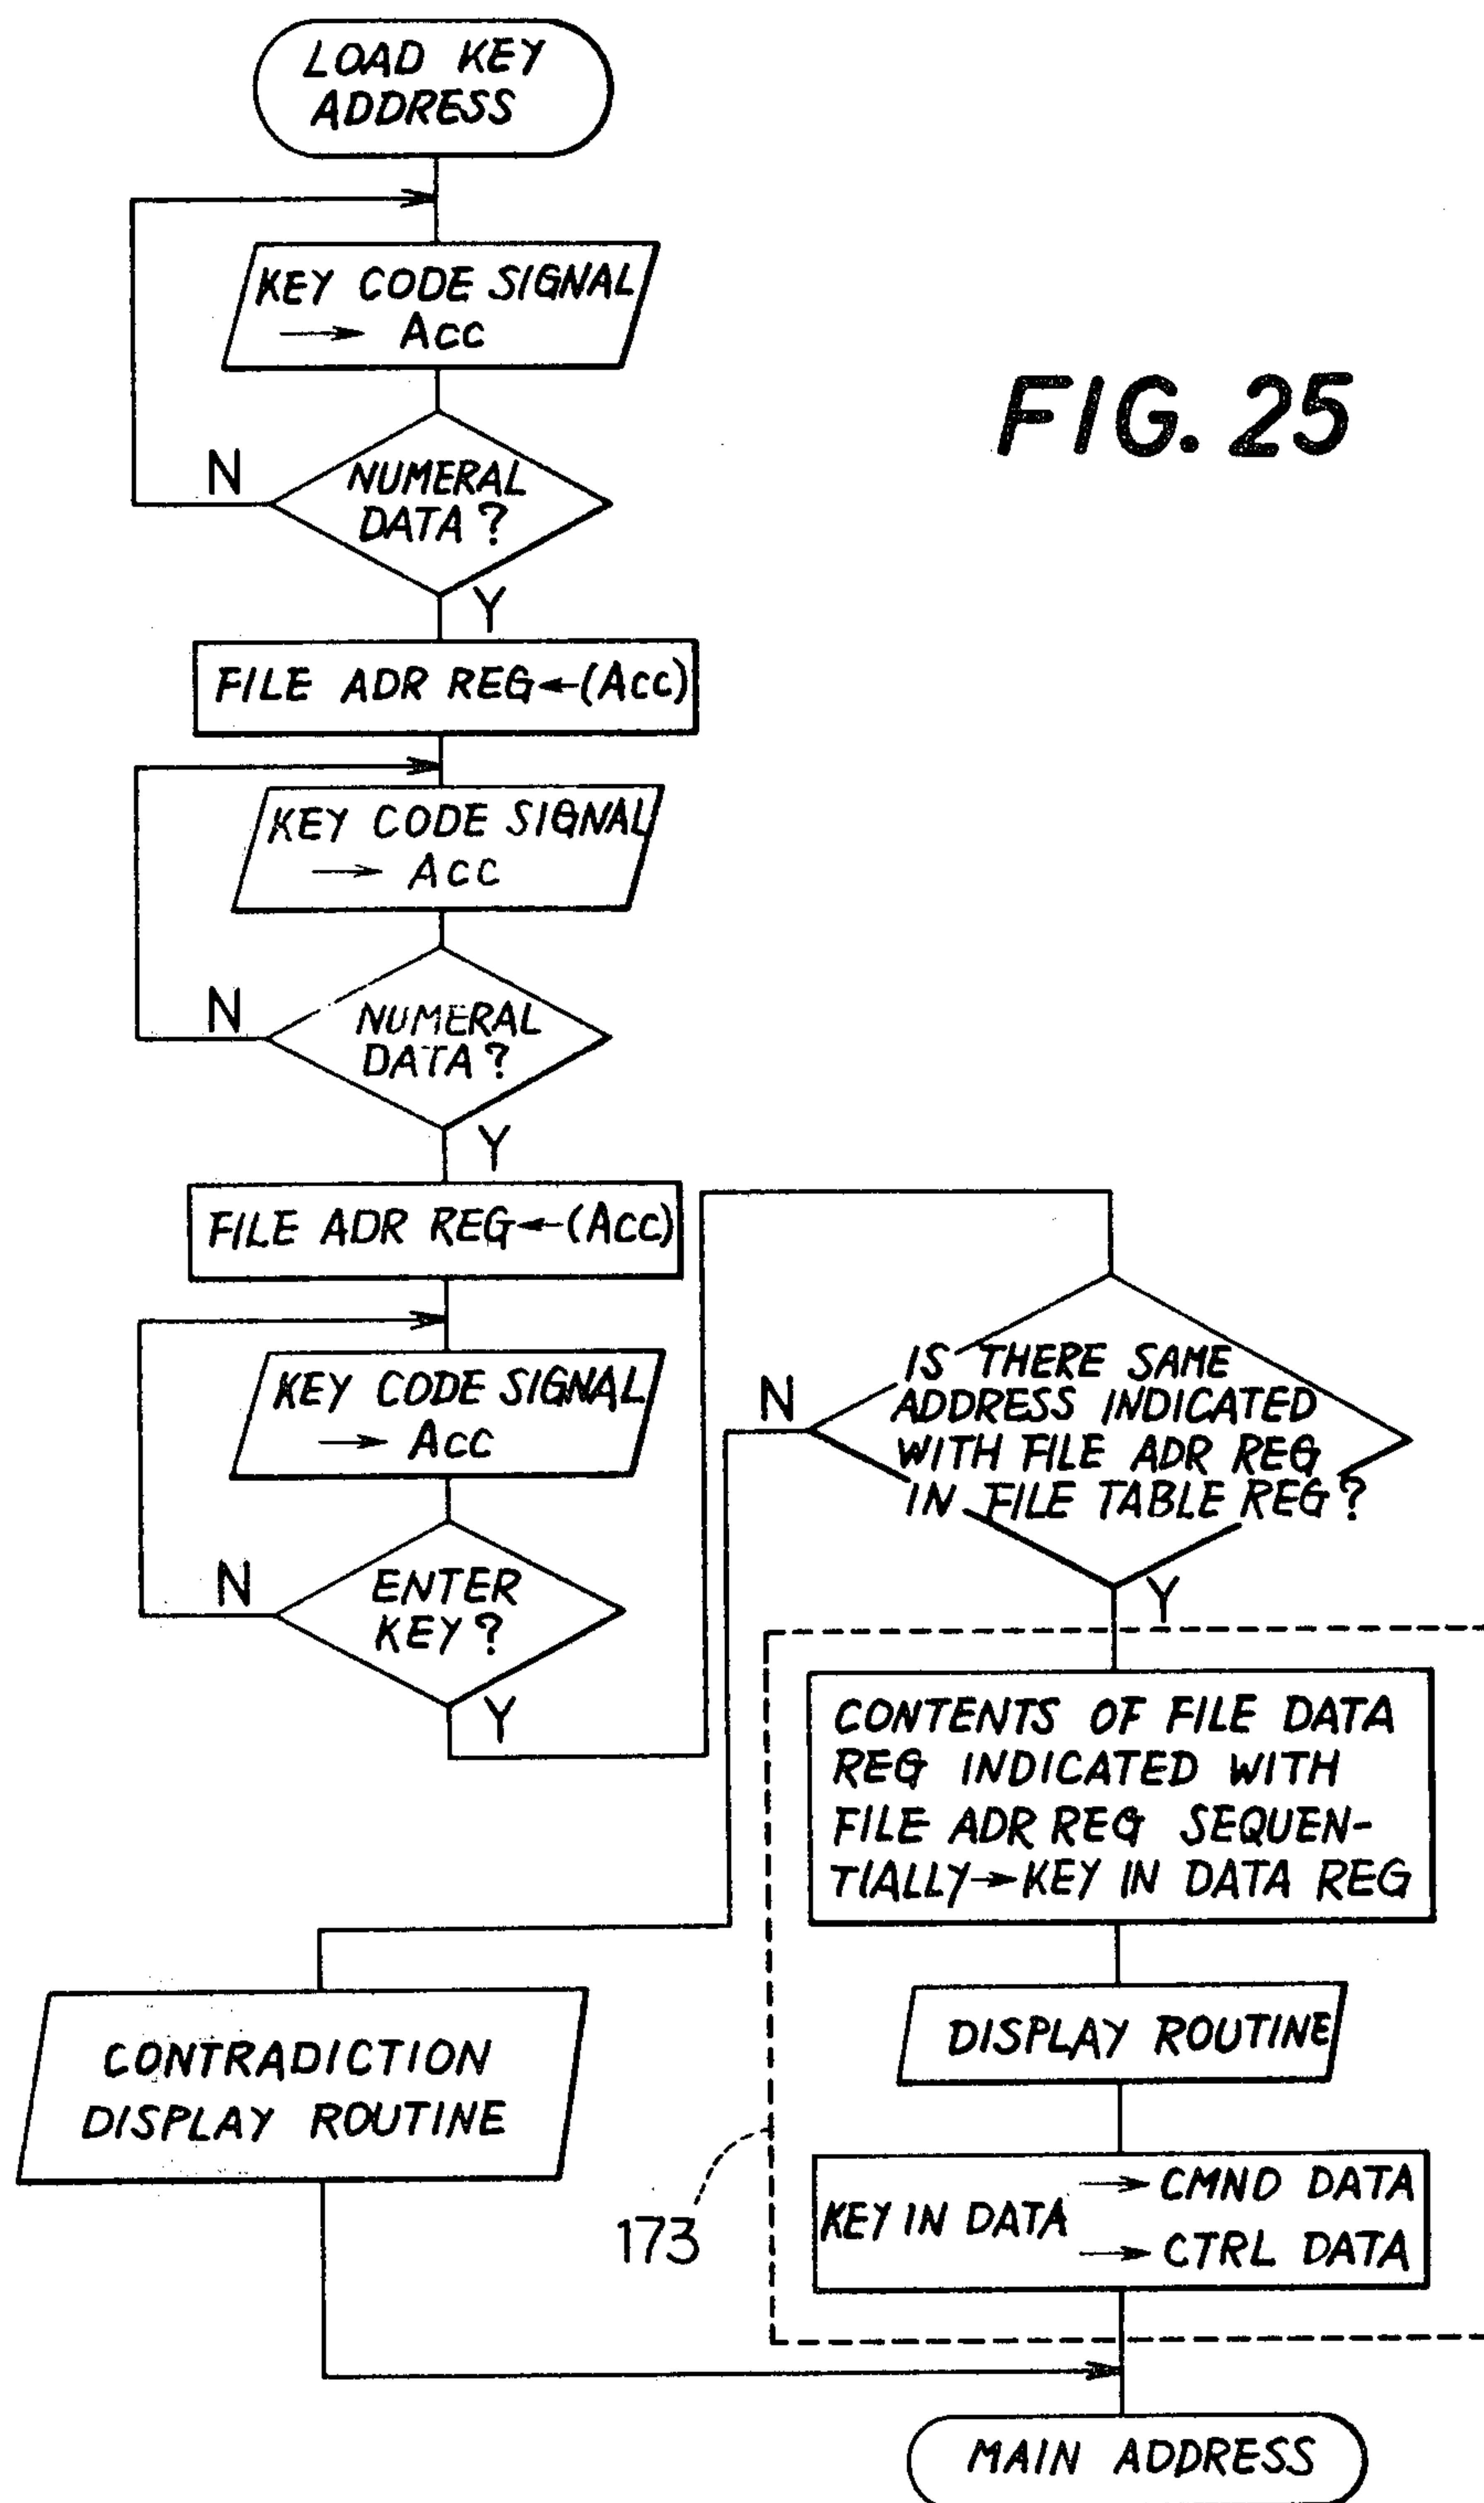 LOAD KEY
ADDRESS
KEY CODE SIGNAL
→ Acc
FIG. 25
N
NUMERAL
DATA?
Y
FILE ADR REG←(Acc)
KEY CODE SIGNAL
→ Acc
N
NUMERAL
DATA?
Y
FILE ADR REG←(Acc)
KEY CODE SIGNAL
→ Acc
N
ENTER
KEY?
Y
N
IS THERE SAME
ADDRESS INDICATED
WITH FILE ADR REG
IN FILE TABLE REG?
Y
CONTENTS OF FILE DATA
REG INDICATED WITH
FILE ADR REG SEQUEN-
TIALLY→KEY IN DATA REG
DISPLAY ROUTINE
CONTRADICTION
DISPLAY ROUTINE
KEY IN DATA → CMND DATA
→ CTRL DATA
173
MAIN ADDRESS